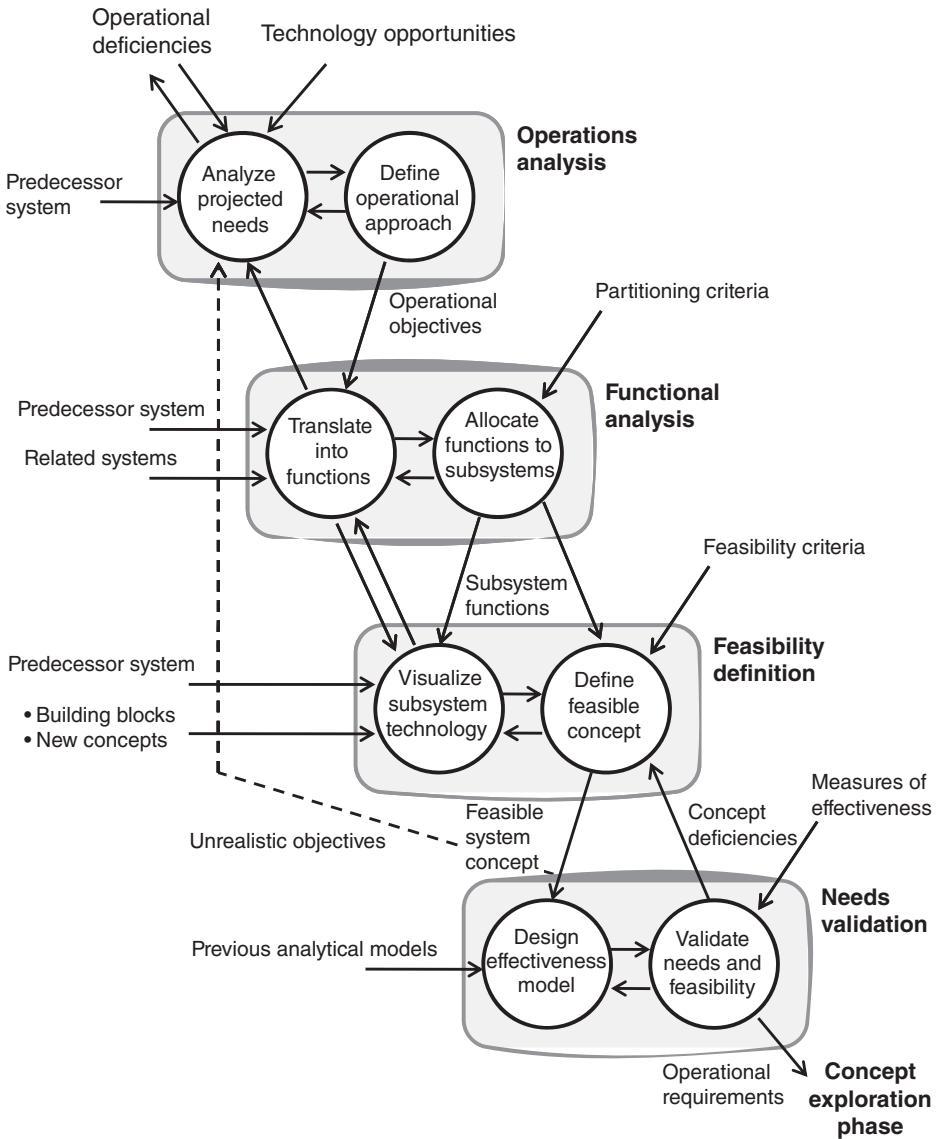 Operational
deficiencies
Technology opportunities
Operations
analysis
Analyze
projected
needs
Define
operational
approach
Predecessor
system
Operational
objectives
Partitioning criteria
Functional
analysis
Predecessor system
Related systems
Translate
into
functions
Allocate
functions to
subsystems
Feasibility criteria
Subsystem
functions
Feasibility
definition
Predecessor system
• Building blocks
• New concepts
Visualize
subsystem
technology
Define
feasible
concept
Measures of
effectiveness
Unrealistic objectives
Feasible
system
concept
Concept
deficiencies
Needs
validation
Previous analytical models
Design
effectiveness
model
Validate
needs and
feasibility
Operational
requirements
Concept
exploration
phase